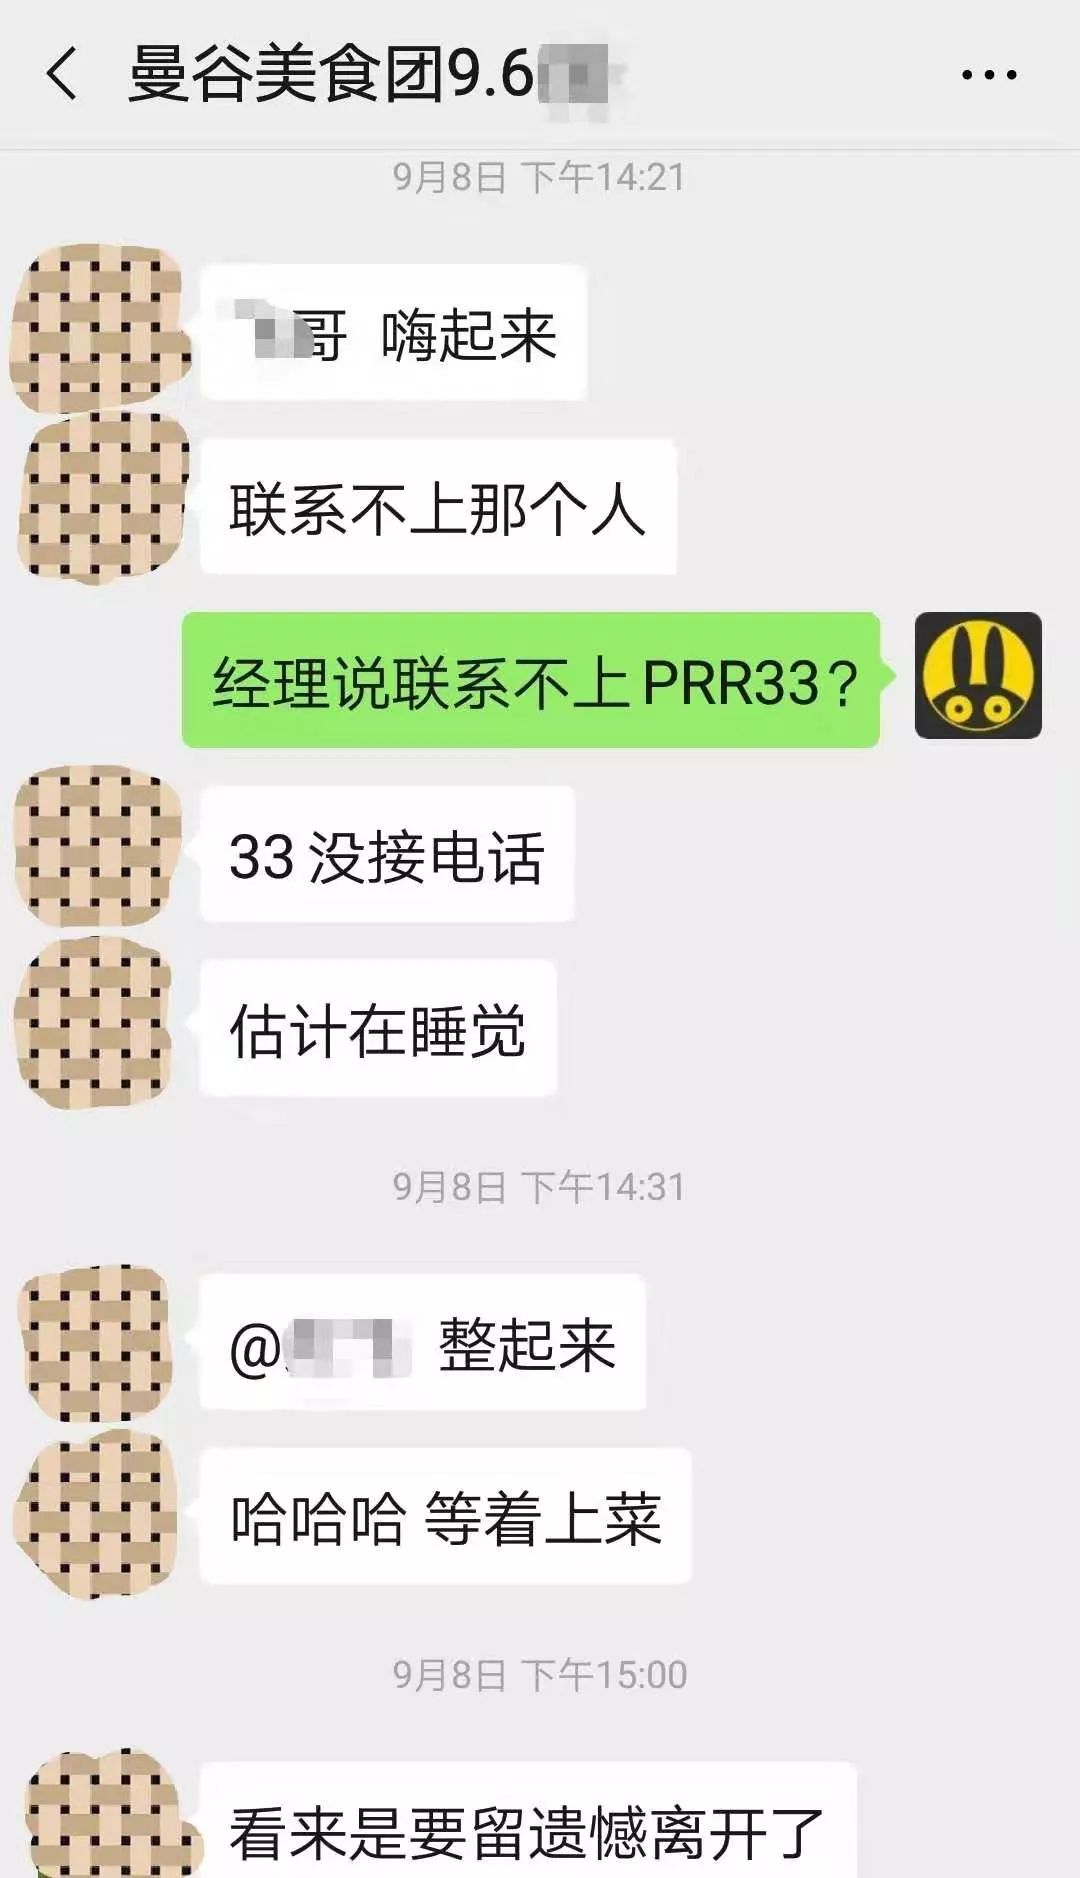 曼谷美食团9.6
9月8日 下午14:21
哥 嗨起来
联系不上那个人
经理说联系不上PRR33?
33没接电话
估计在睡觉
9月8日 下午14:31
@ 整起来
哈哈哈 等着上菜
9月8日 下午15:00
看来是要留遗憾离开了